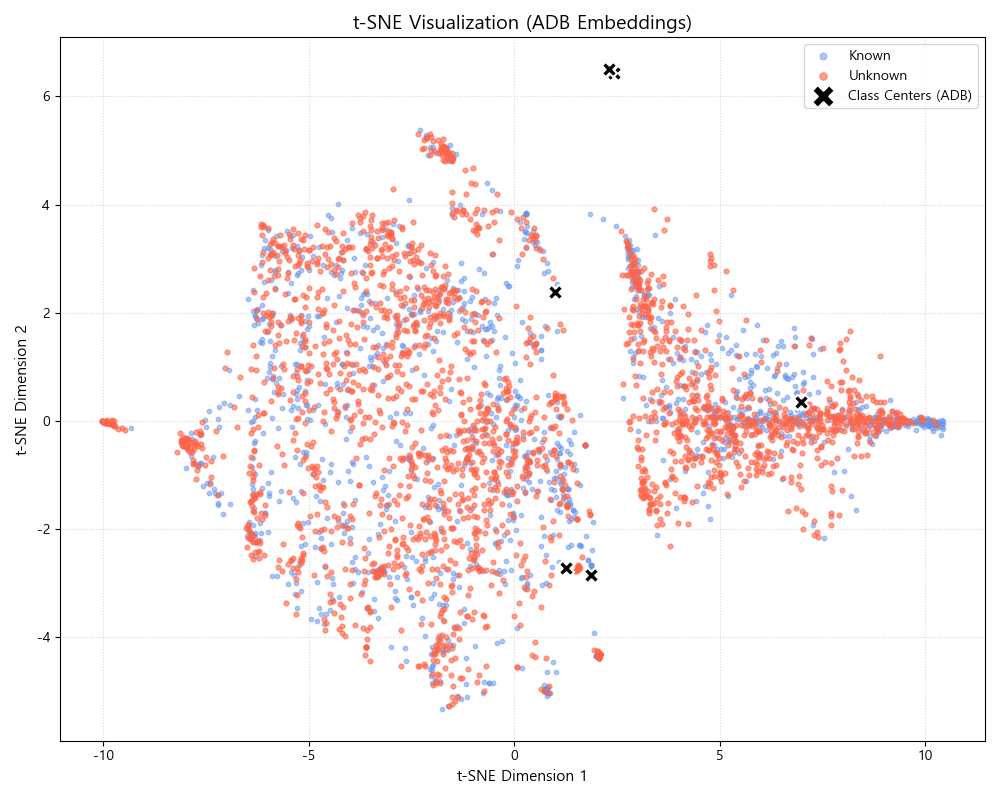 t-SNE Visualization (ADB Embeddings)
Known
Unknown
Class Centers (ADB)
6
4
2
0
-2
-4
t-SNE Dimension 2
-10
-5
0
5
10
t-SNE Dimension 1